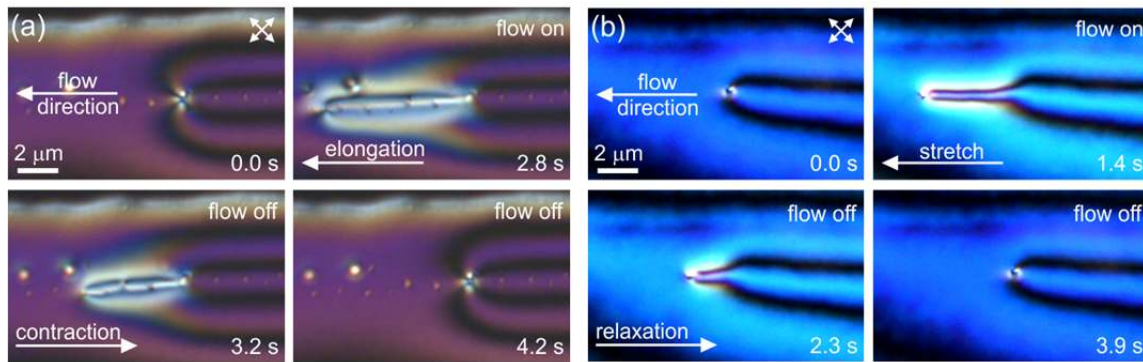 (a)
flow
direction
2 μm
0.0 s
flow on
elongation
2.8 s
flow off
contraction
3.2 s
flow off
4.2 s
(b)
flow
direction
2 μm
0.0 s
flow on
stretch
1.4 s
flow off
relaxation
2.3 s
flow off
3.9 s